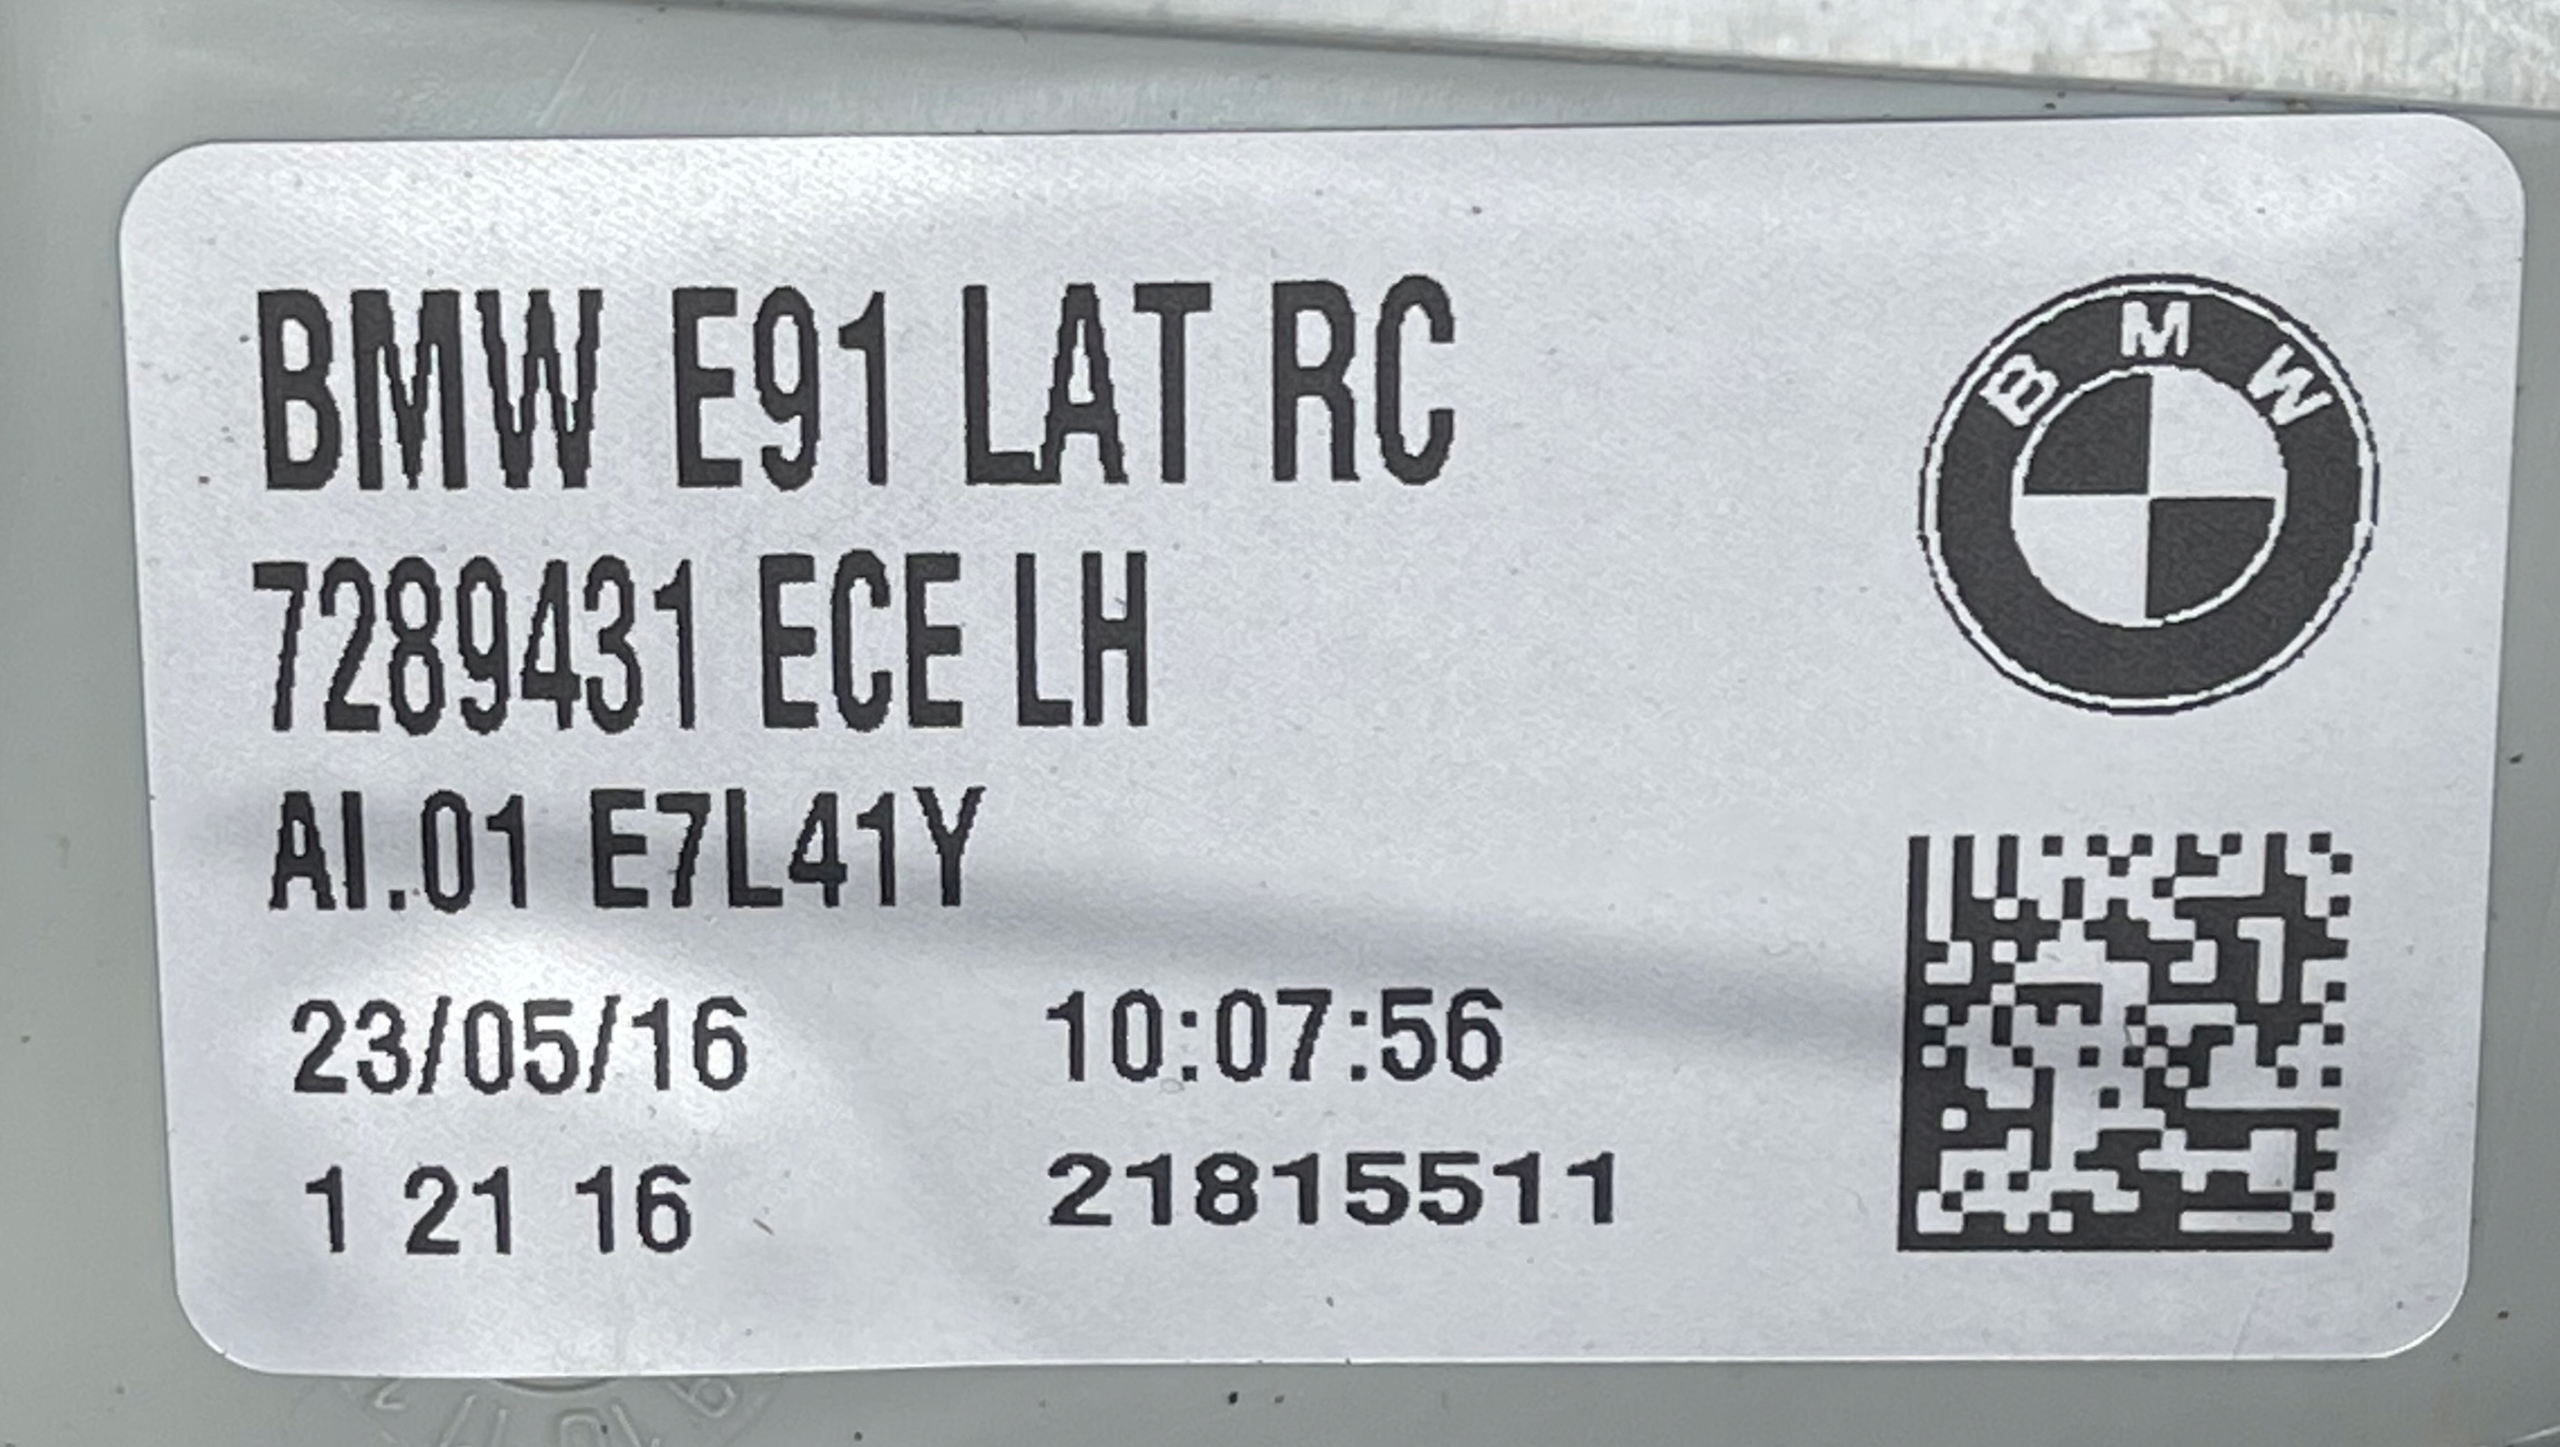 BMW E91 LAT RC
BMW
7289431 ECE LH
AI.01 E7L41Y
23/05/16 10:07:56
1 21 16 21815511